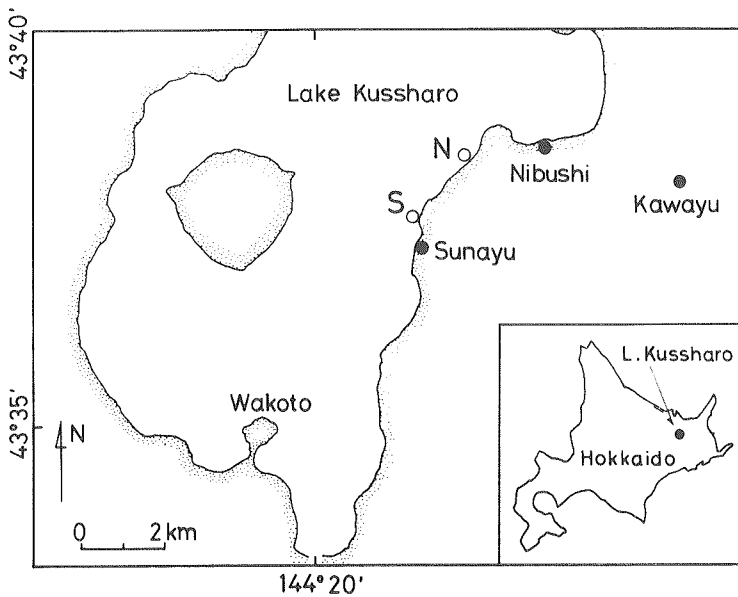 43°40'
Lake Kussharo
N
Nibushi
Kawayu
S
Sunayu
L. Kussharo
Wakoto
43°35'
N
Hokkaido
0 2 km
144°20'